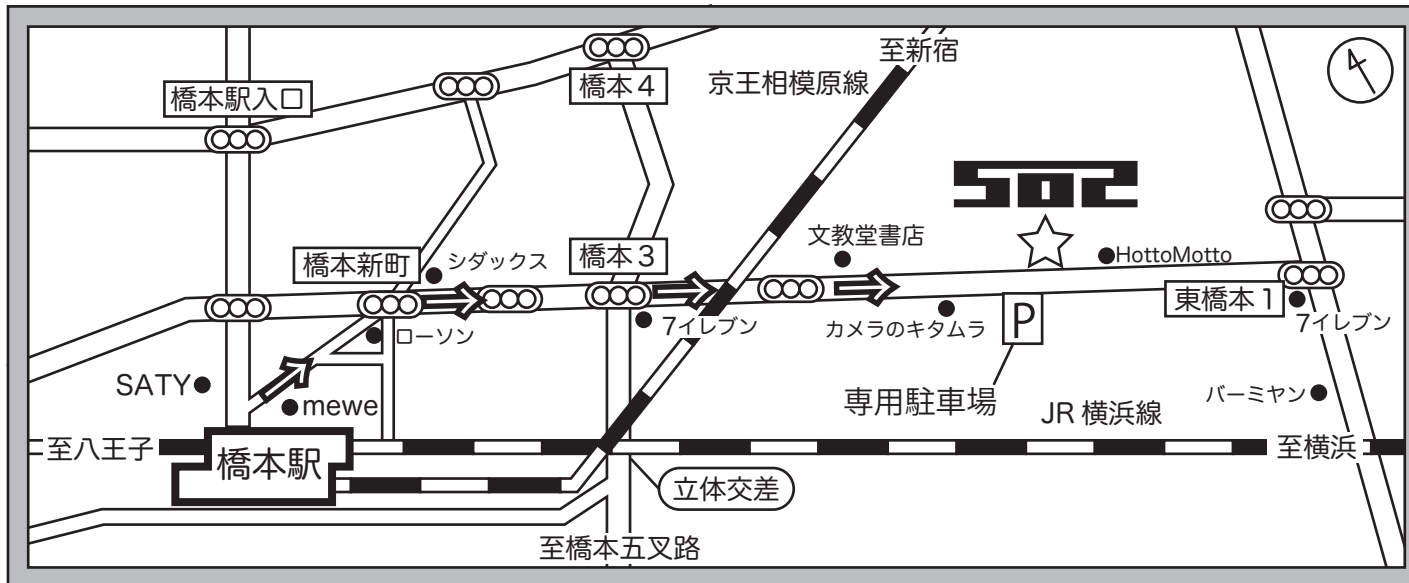 至新宿
京王相模原線
橋本4
橋本駅入口
502
文教堂書店
橋本3
シダックス
橋本新町
HottoMotto
東橋本1
7イレブン
カメラのキタムラ
P
7イレブン
ローソン
SATY
mewe
専用駐車場
JR 横浜線
バーミヤン
至八王子
橋本駅
至横浜
立体交差
至橋本五叉路